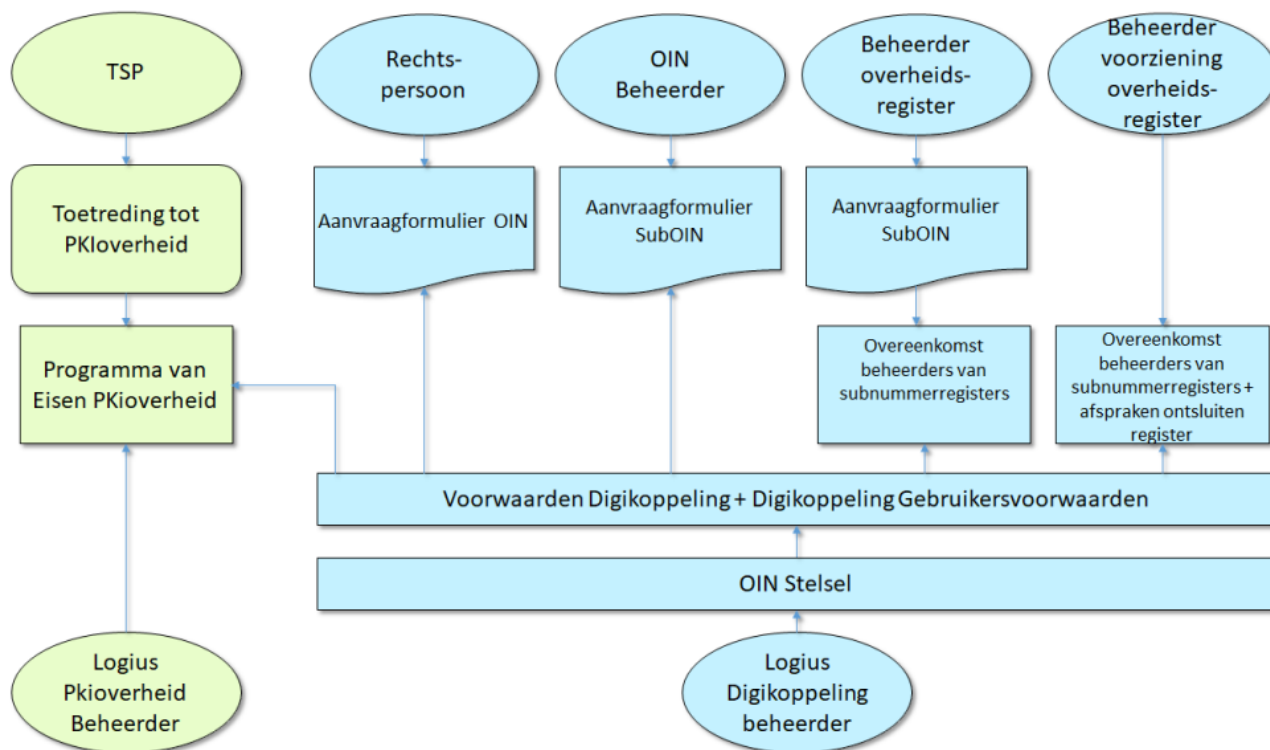 TSP
Rechts-
persoon
OIN
Beheerder
Beheerder
overheids-
register
Beheerder
voorziening
overheids-
register
Toetreding tot
PKIoverheid
Aanvraagformulier OIN
Aanvraagformulier
SubOIN
Aanvraagformulier
SubOIN
Programma van
Eisen PKioverheid
Overeenkomst
beheerders van
subnummerregisters
Overeenkomst
beheerders van
subnummerregisters +
afspraken ontsluiten
register
Voorwaarden Digikoppeling + Digikoppeling Gebruikersvoorwaarden
OIN Stelsel
Logius
Pkioverheid
Beheerder
Logius
Digikoppeling
beheerder